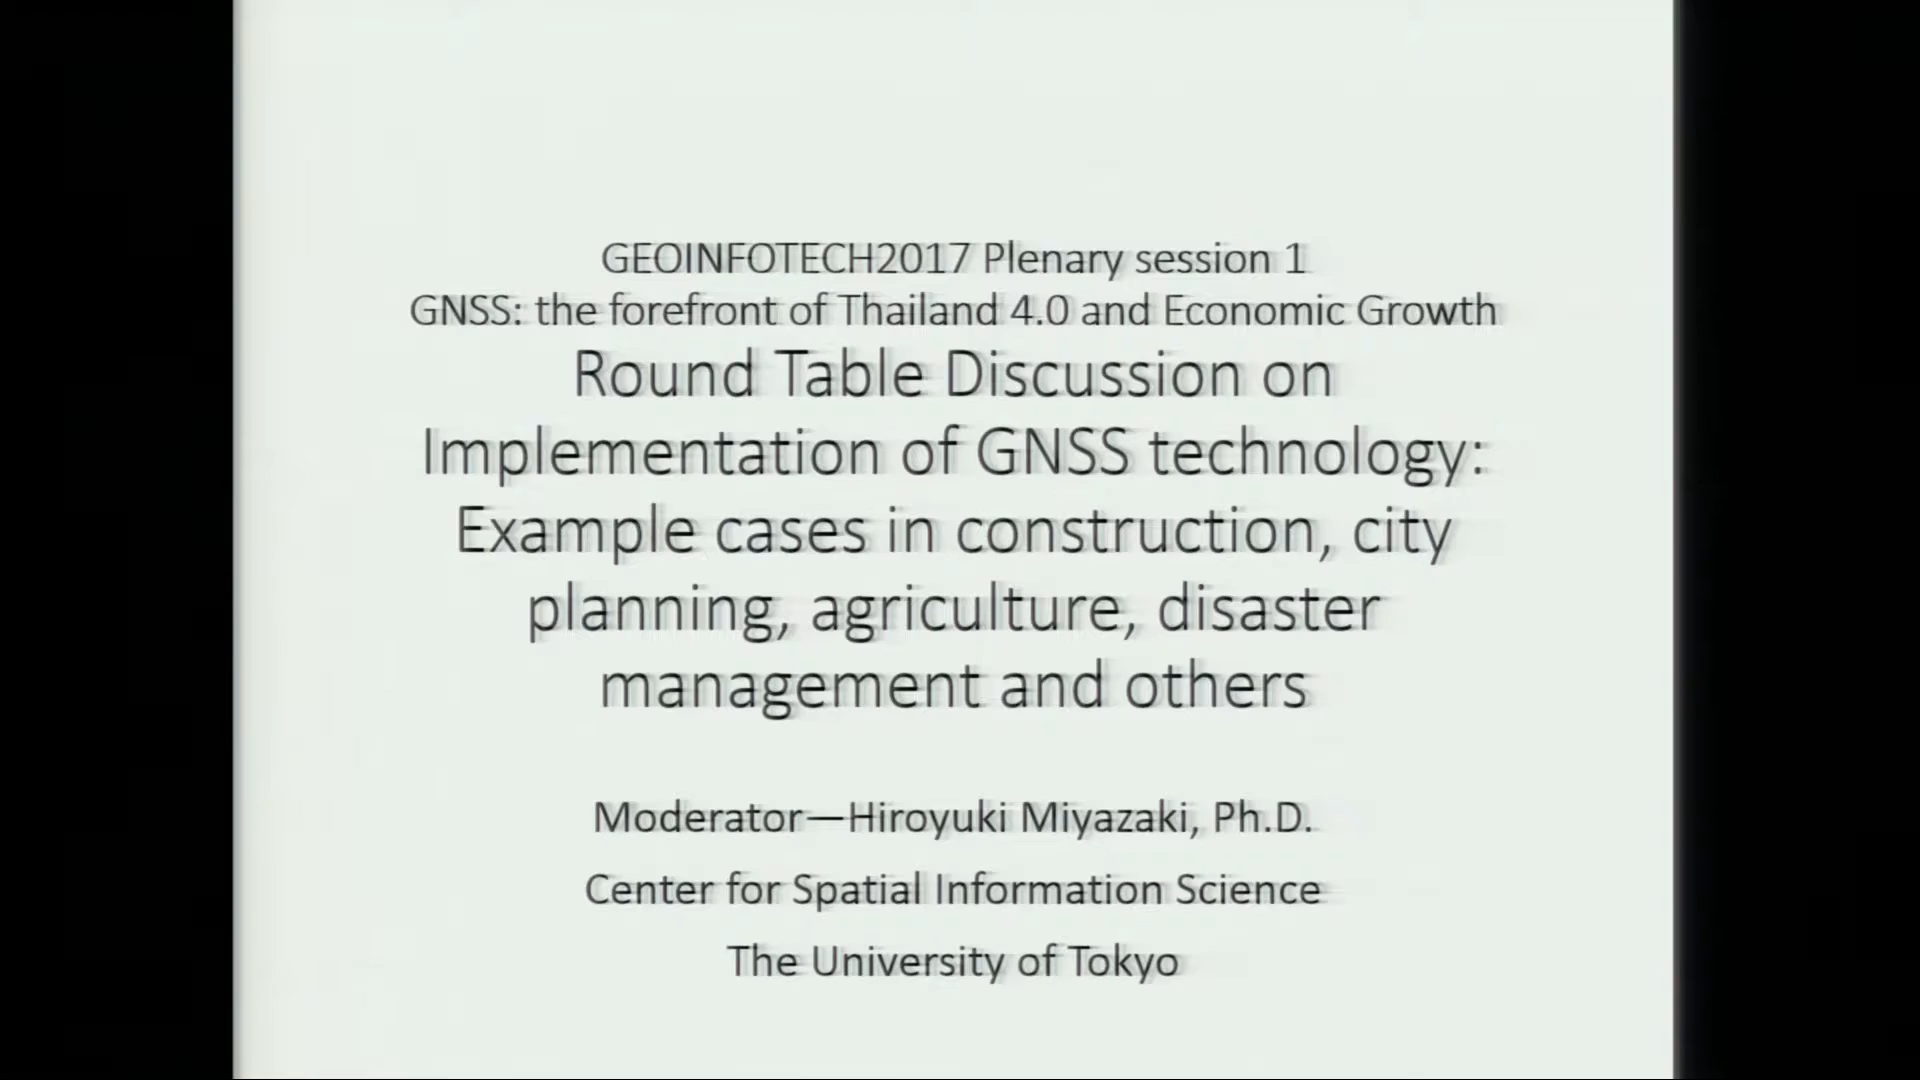 GEOINFOTECH2017 Plenary session 1
GNSS: the forefront of Thailand 4.0 and Economic Growth
Round Table Discussion on
Implementation of GNSS technology:
Example cases in construction, city
planning, agriculture, disaster
management and others
Moderator—Hiroyuki Miyazaki, Ph.D.
Center for Spatial Information Science
The University of Tokyo